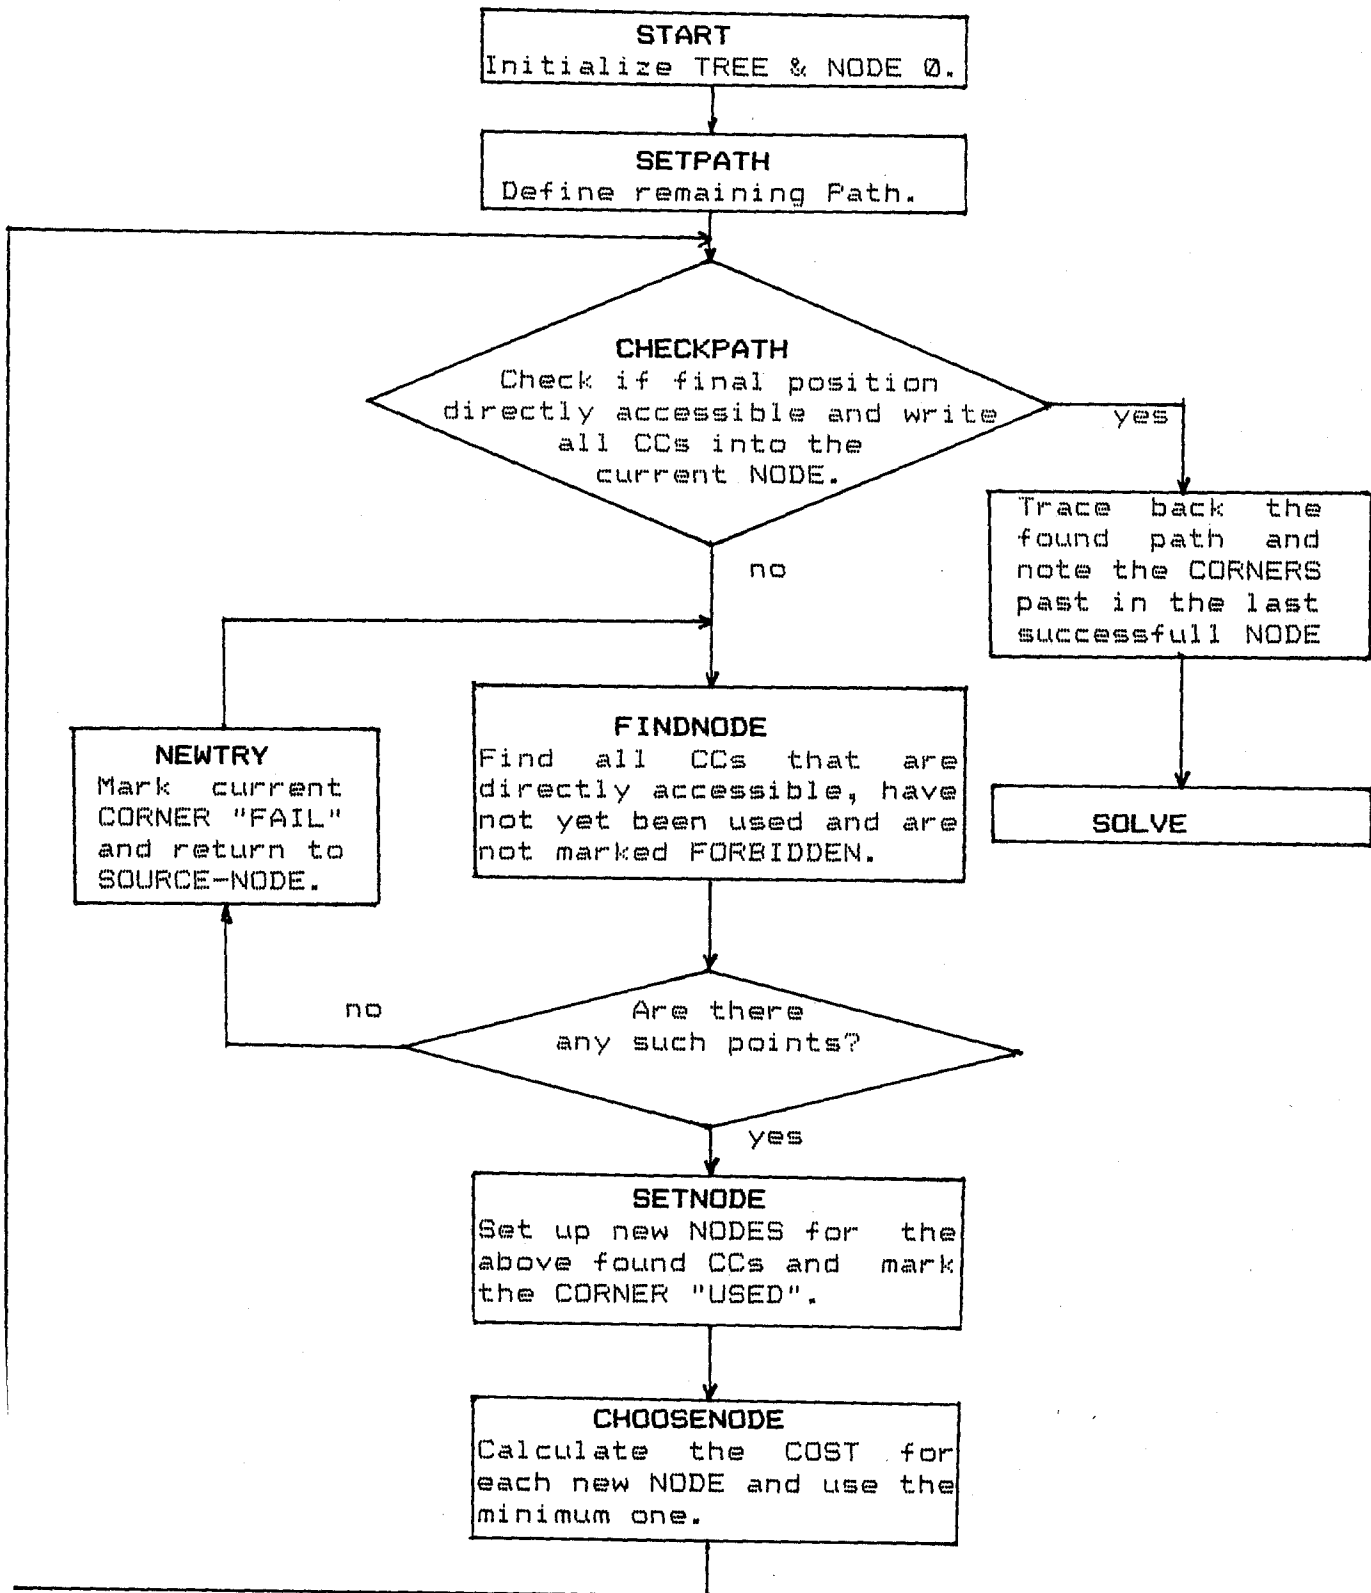 START
Initialize TREE & NODE 0.
SETPATH
Define remaining Path.
CHECKPATH
Check if final position
directly accessible and write
all CCs into the
current NODE.
yes
Trace back the
found path and
note the CORNERS
past in the last
successfull NODE
no
FINDNODE
Find all CCs that are
directly accessible, have
not yet been used and are
not marked FORBIDDEN.
NEWTRY
Mark current
CORNER "FAIL"
and return to
SOURCE-NODE.
SOLVE
no
Are there
any such points?
yes
SETNODE
Set up new NODES for the
above found CCs and mark
the CORNER "USED".
CHOOSENODE
Calculate the COST for
each new NODE and use the
minimum one.